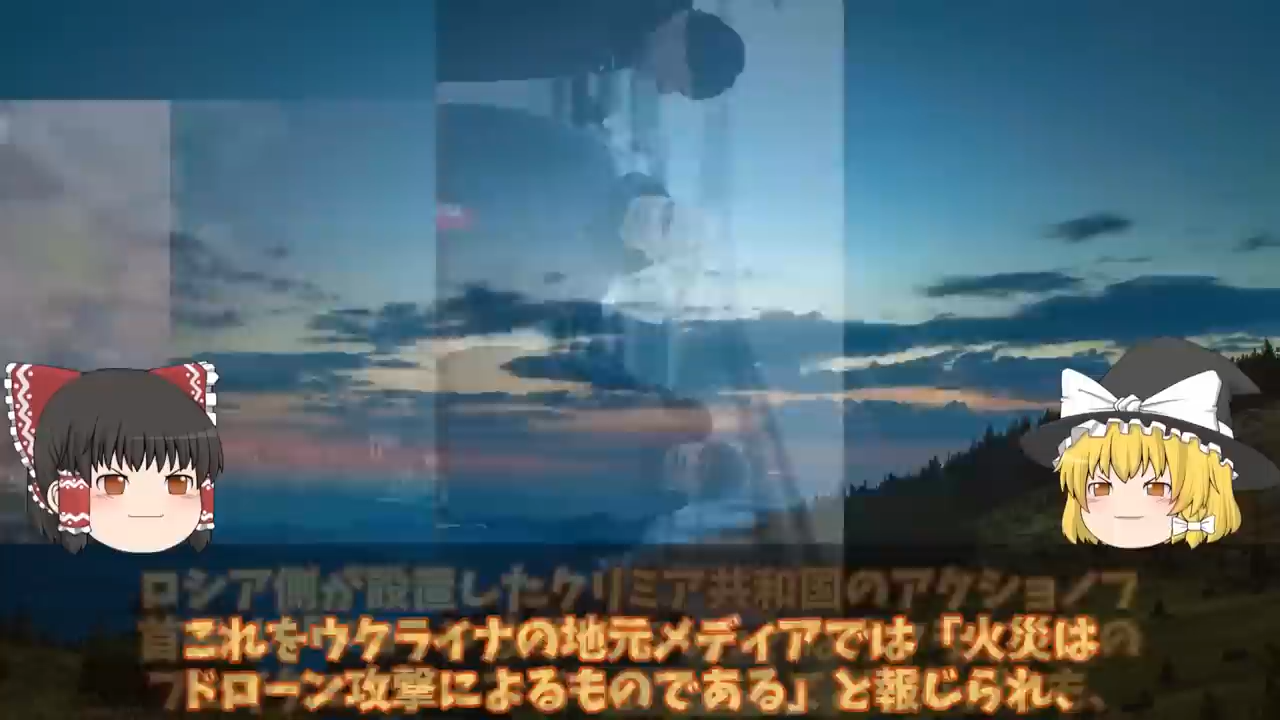 ロシア側が設置したクリミア共和国のアクショノフ
これをウクライナの地元メディアでは「火災は
ドローン攻撃によるものである」と報じられ、